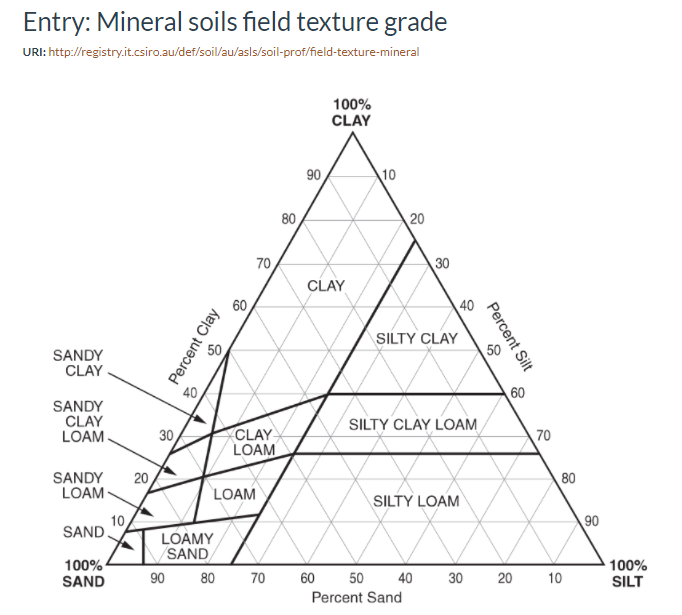 Entry: Mineral soils field texture grade
URI: http://registry.it.csiro.au/def/soil/au/asls/soil-prof/field-texture-mineral
100%
CLAY
90
10
80
20
70
30
CLAY
60
40
Percent Clay
Percent Silt
SILTY CLAY
50
50
SANDY
CLAY
40
60
SANDY
CLAY
LOAM
SILTY CLAY LOAM
30
CLAY
LOAM
70
SANDY
LOAM
20
80
LOAM
SILTY LOAM
10
90
SAND
LOAMY
SAND
100%
SAND
90
80
70
60
50
40
30
20
10
100%
SILT
Percent Sand